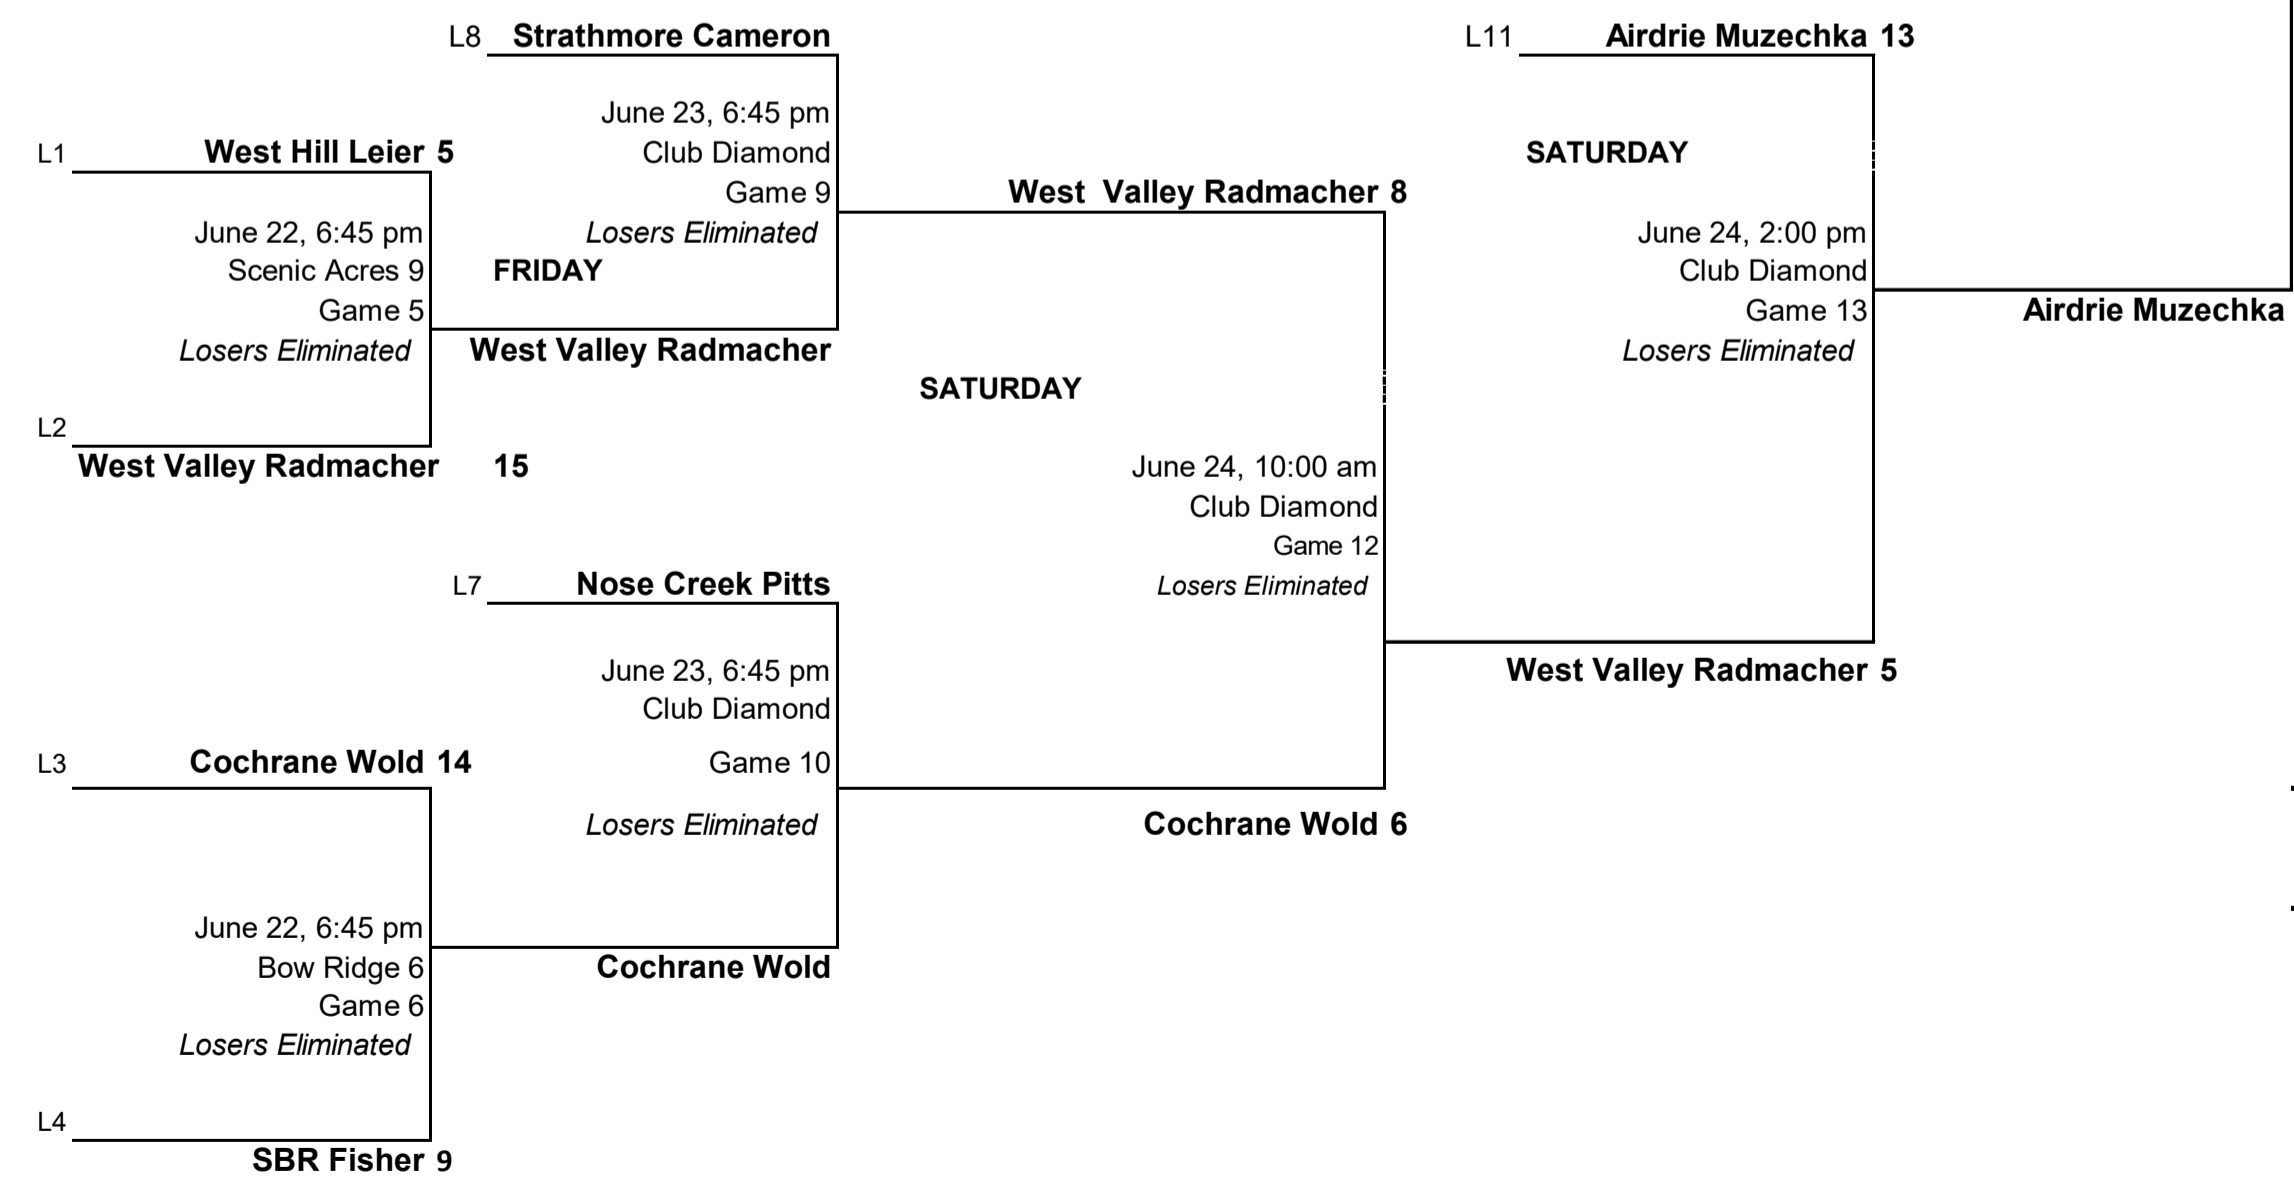 L8 Strathmore Cameron
L11 Airdrie Muzechka 13
June 23, 6:45 pm
L1 West Hill Leier 5
Club Diamond
SATURDAY
Game 9
West  Valley Radmacher 8
June 22, 6:45 pm
Losers Eliminated
June 24, 2:00 pm
Scenic Acres 9
FRIDAY
Club Diamond
Game 5
Game 13
Airdrie Muzechka
Losers Eliminated
West Valley Radmacher
Losers Eliminated
SATURDAY
L2
West Valley Radmacher 15
June 24, 10:00 am
Club Diamond
Game 12
L7 Nose Creek Pitts
Losers Eliminated
June 23, 6:45 pm
West Valley Radmacher 5
Club Diamond
L3 Cochrane Wold 14
Game 10
Losers Eliminated
Cochrane Wold 6
June 22, 6:45 pm
Bow Ridge 6
Cochrane Wold
Game 6
Losers Eliminated
L4
SBR Fisher 9